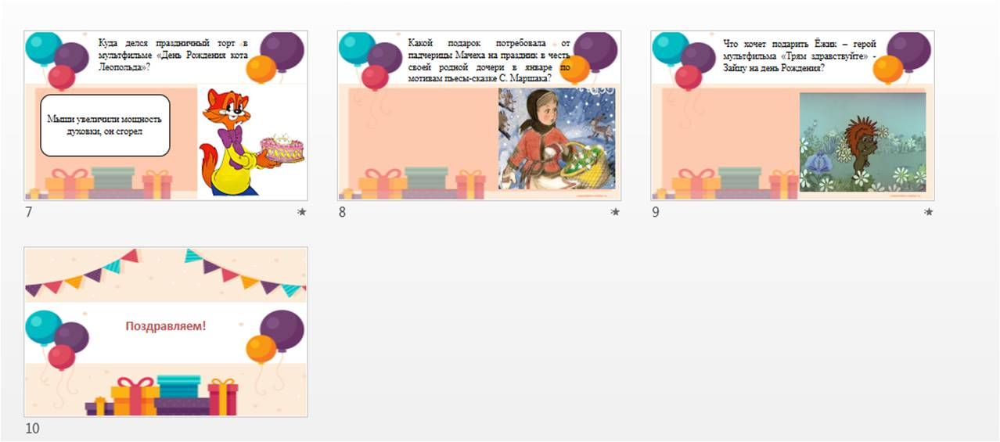 Куда делся праздничный торт в
мультфильме «День Рождения кота
Леопольда»?
Мыши увеличили мощность
духовки, он сгорел
7
Какой подарок потребовала от
падчерицы Мачеха на праздник в честь
своей родной дочери в январе по
мотивам пьесы-сказке С. Маршака?
8
Что хочет подарить Ёжик – герой
мультфильма «Трям здравствуйте» -
Зайцу на день Рождения?
9
Поздравляем!
10